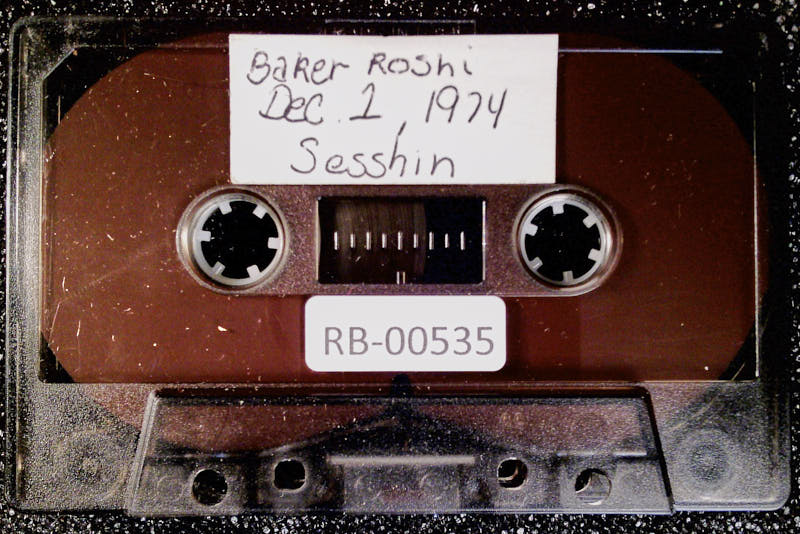 Baker Roshi
Dec. 1, 1974
Sesshin
RB-00535